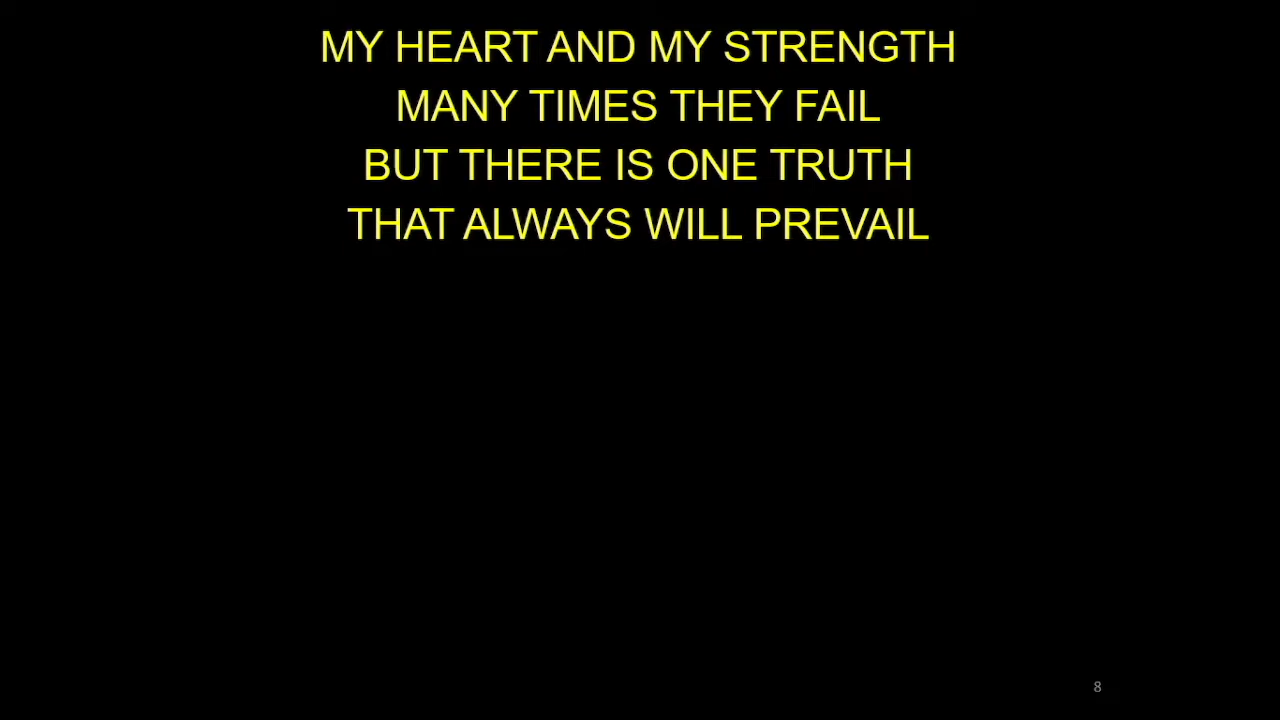 MY HEART AND MY STRENGTH
MANY TIMES THEY FAIL
BUT THERE IS ONE TRUTH
THAT ALWAYS WILL PREVAIL
8